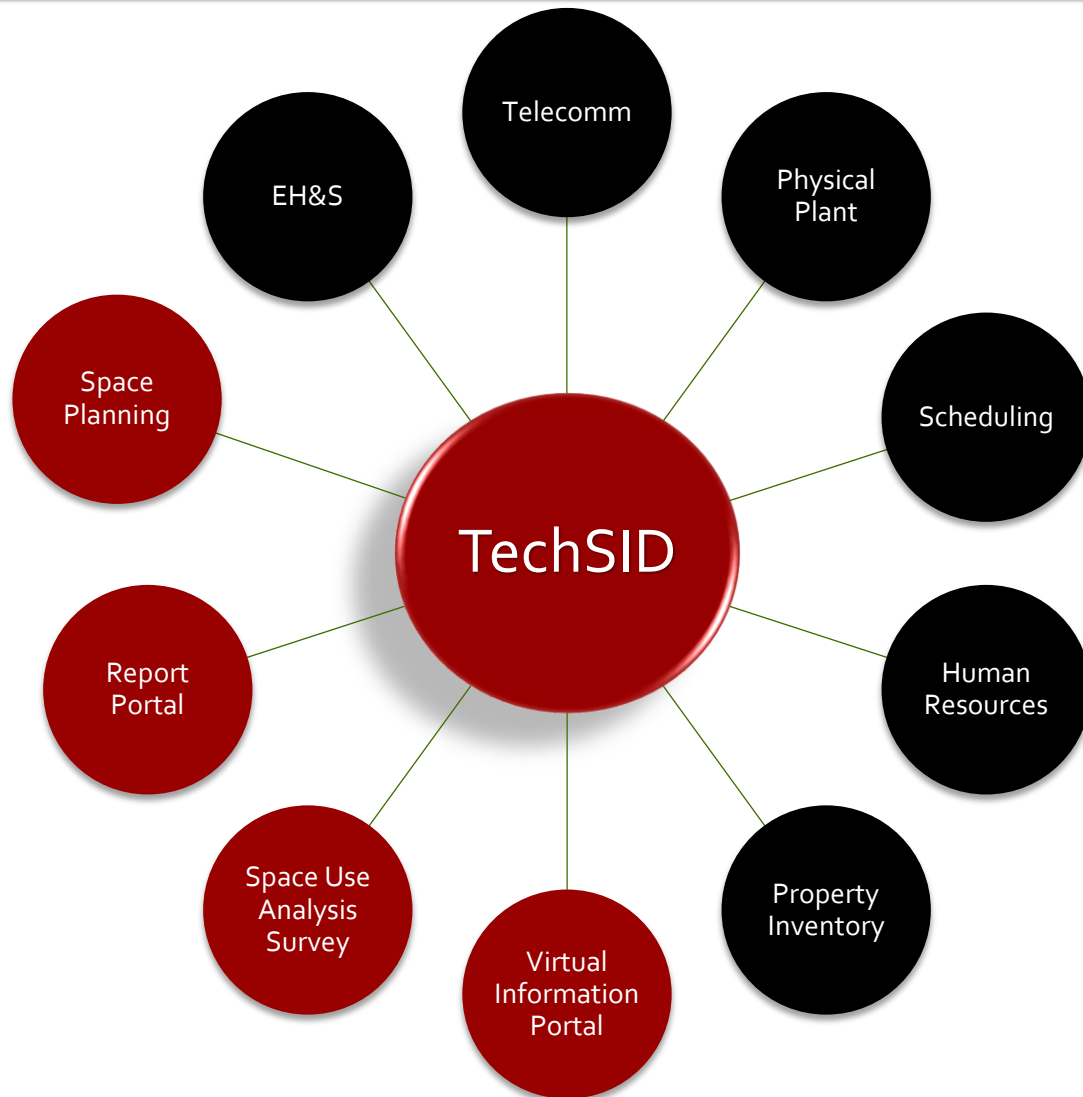 Telecomm
EH&S
Physical
Plant
Space
Planning
Scheduling
TechSID
Report
Portal
Human
Resources
Space Use
Analysis
Survey
Property
Inventory
Virtual
Information
Portal